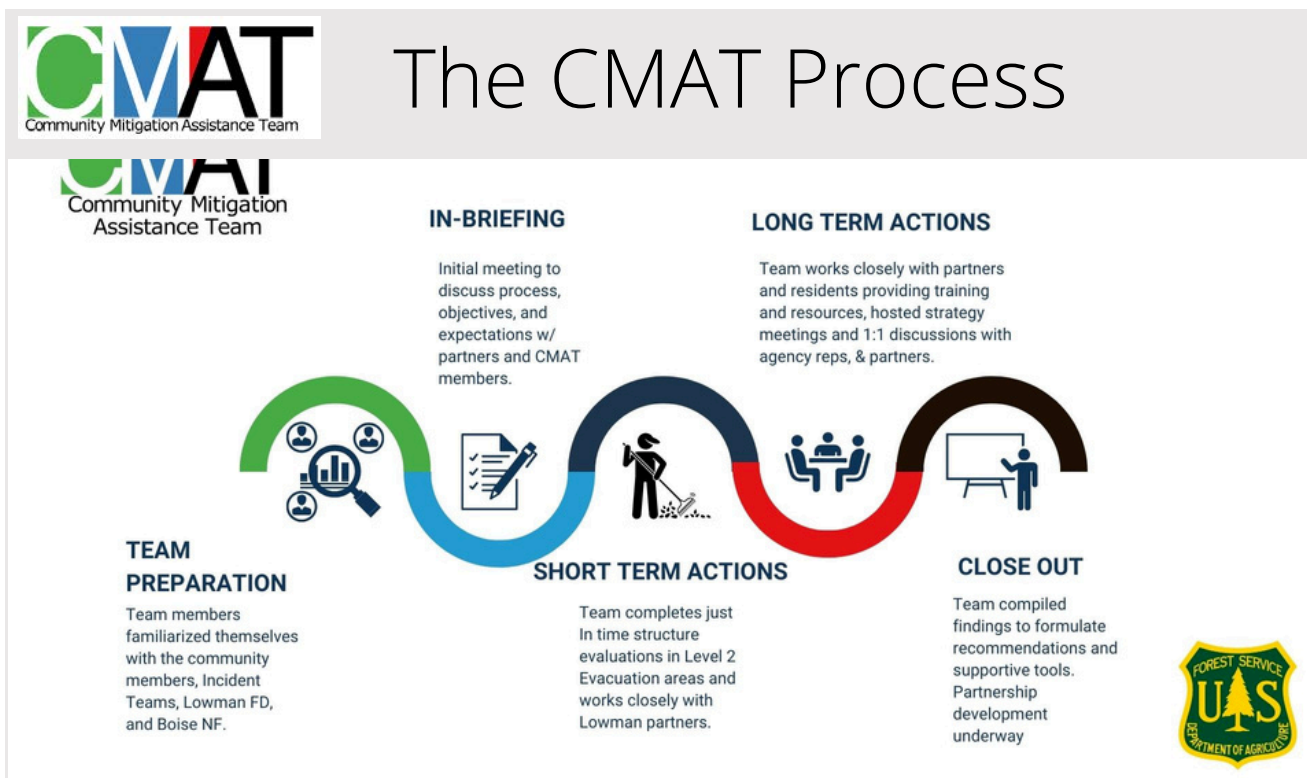 CMAT
Community Mitigation Assistance Team
The CMAT Process
CMAT
Community Mitigation
Assistance Team
IN-BRIEFING
Initial meeting to
discuss process,
objectives, and
expectations w/
partners and CMAT
members.
LONG TERM ACTIONS
Team works closely with partners
and residents providing training
and resources, hosted strategy
meetings and 1:1 discussions with
agency reps, & partners.
TEAM
PREPARATION
Team members
familiarized themselves
with the community
members, Incident
Teams, Lowman FD,
and Boise NF.
SHORT TERM ACTIONS
Team completes just
In time structure
evaluations in Level 2
Evacuation areas and
works closely with
Lowman partners.
CLOSE OUT
Team compiled
findings to formulate
recommendations and
supportive tools.
Partnership
development
underway
FOREST SERVICE
U S
DEPARTMENT OF AGRICULTURE